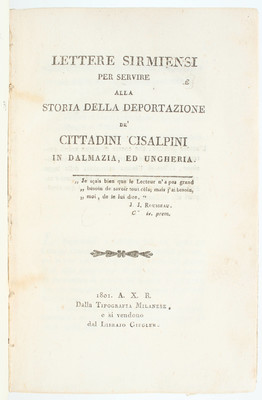 LETTERE SIRMIENSI
PER SERVIRE
ALLA
STORIA DELLA DEPORTAZIONE
DE'
CITTADINI CISALPINI
IN DALMAZIA, ED UNGHERIA.
„ Je sçais bien que le Lecteur n'a pas grand
„ besoin de savoir tout cela; mais j'ai besoin,
„ moi, de le lui dire. “
J. J.
1801. A. X. R.
Dalla Tipografia Milanese,
e si vendono
dal Librajo